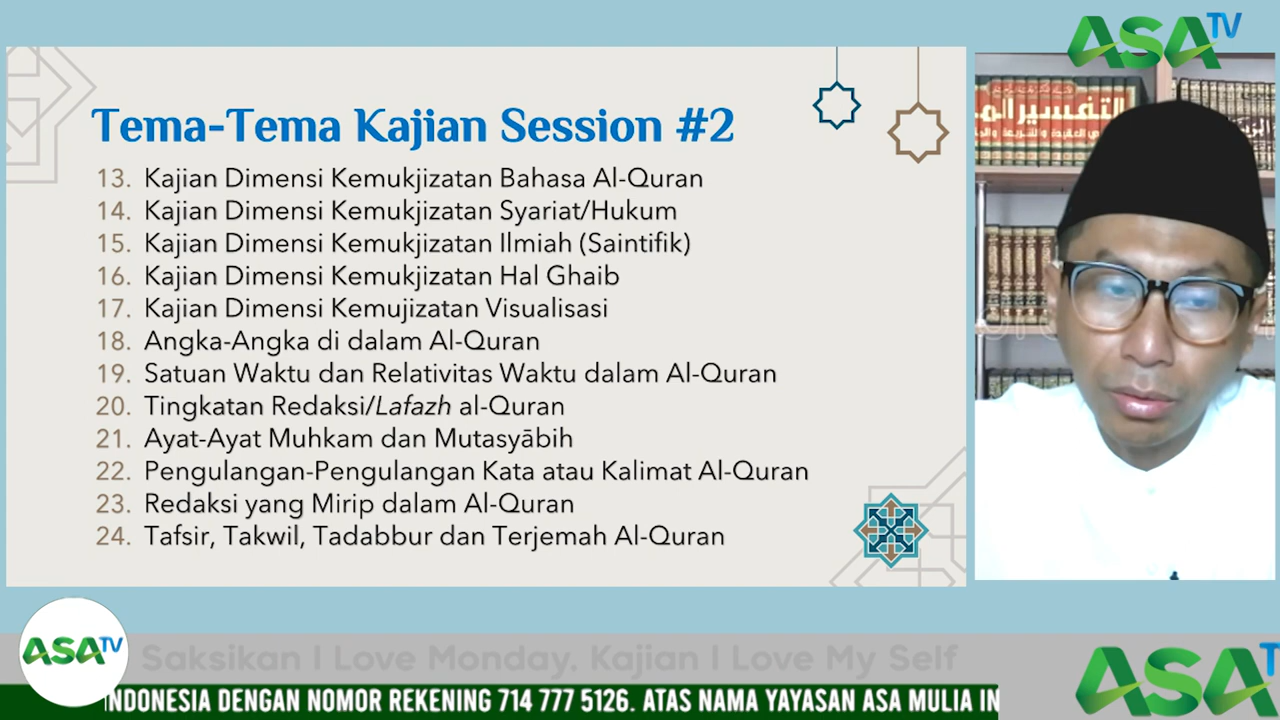 ASA TV
Tema-Tema Kajian Session #2
13. Kajian Dimensi Kemukjizatan Bahasa Al-Quran
14. Kajian Dimensi Kemukjizatan Syariat/Hukum
15. Kajian Dimensi Kemukjizatan Ilmiah (Saintifik)
16. Kajian Dimensi Kemukjizatan Hal Ghaib
17. Kajian Dimensi Kemujizatan Visualisasi
18. Angka-Angka di dalam Al-Quran
19. Satuan Waktu dan Relativitas Waktu dalam Al-Quran
20. Tingkatan Redaksi/Lafazh al-Quran
21. Ayat-Ayat Muhkam dan Mutasyābih
22. Pengulangan-Pengulangan Kata atau Kalimat Al-Quran
23. Redaksi yang Mirip dalam Al-Quran
24. Tafsir, Takwil, Tadabbur dan Terjemah Al-Quran
التفسير
ASA TV
Saksikan I Love Monday. Kajian I Love My Self
INDONESIA DENGAN NOMOR REKENING 714 777 5126. ATAS NAMA YAYASAN ASA MULIA IN
ASA T